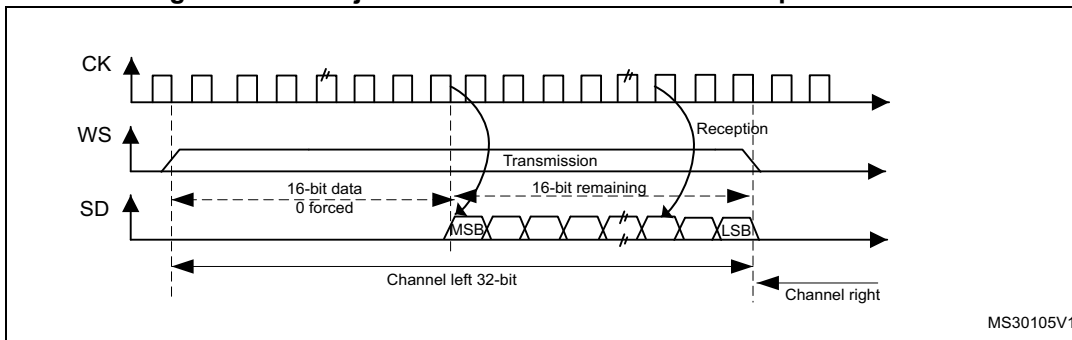 CK
WS
Reception
Transmission
16-bit data
16-bit remaining
0 forced
SD
MSB
LSB
Channel left 32-bit
Channel right
MS30105V1